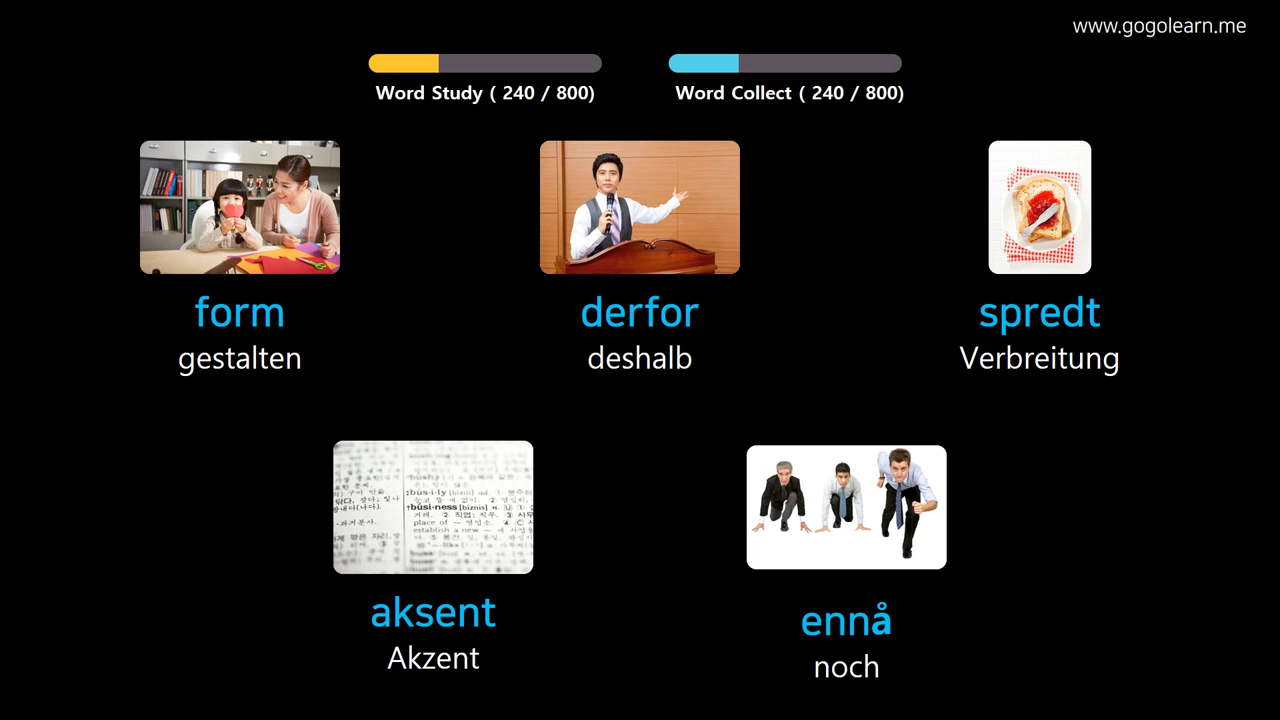 www.gogolearn.me
Word Study ( 240 / 800)
Word Collect ( 240 / 800)
form
gestalten
derfor
deshalb
spredt
Verbreitung
aksent
Akzent
ennå
noch